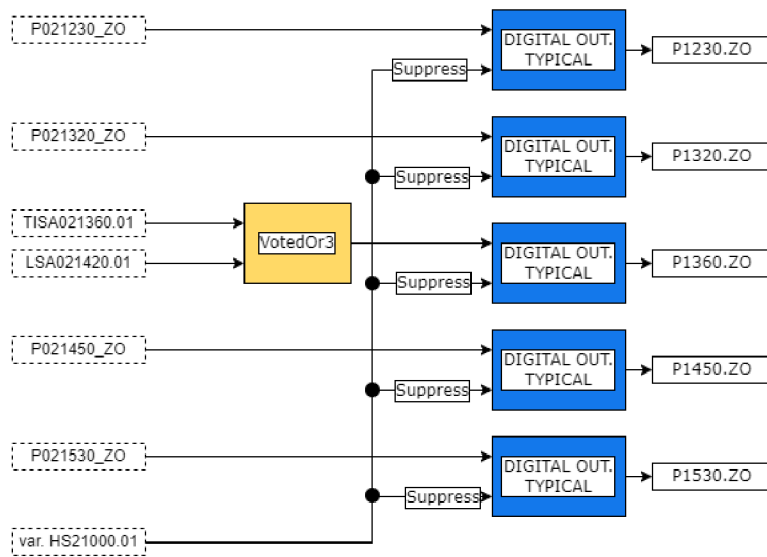 P021230_ZO
DIGITAL OUT.
TYPICAL
P1230.ZO
Suppress
P021320_ZO
DIGITAL OUT.
TYPICAL
P1320.ZO
Suppress
TISA021360.01
LSA021420.01
VotedOr3
DIGITAL OUT.
TYPICAL
P1360.ZO
Suppress
P021450_ZO
DIGITAL OUT.
TYPICAL
P1450.ZO
Suppress
P021530_ZO
DIGITAL OUT.
TYPICAL
P1530.ZO
Suppress
var. HS21000.01